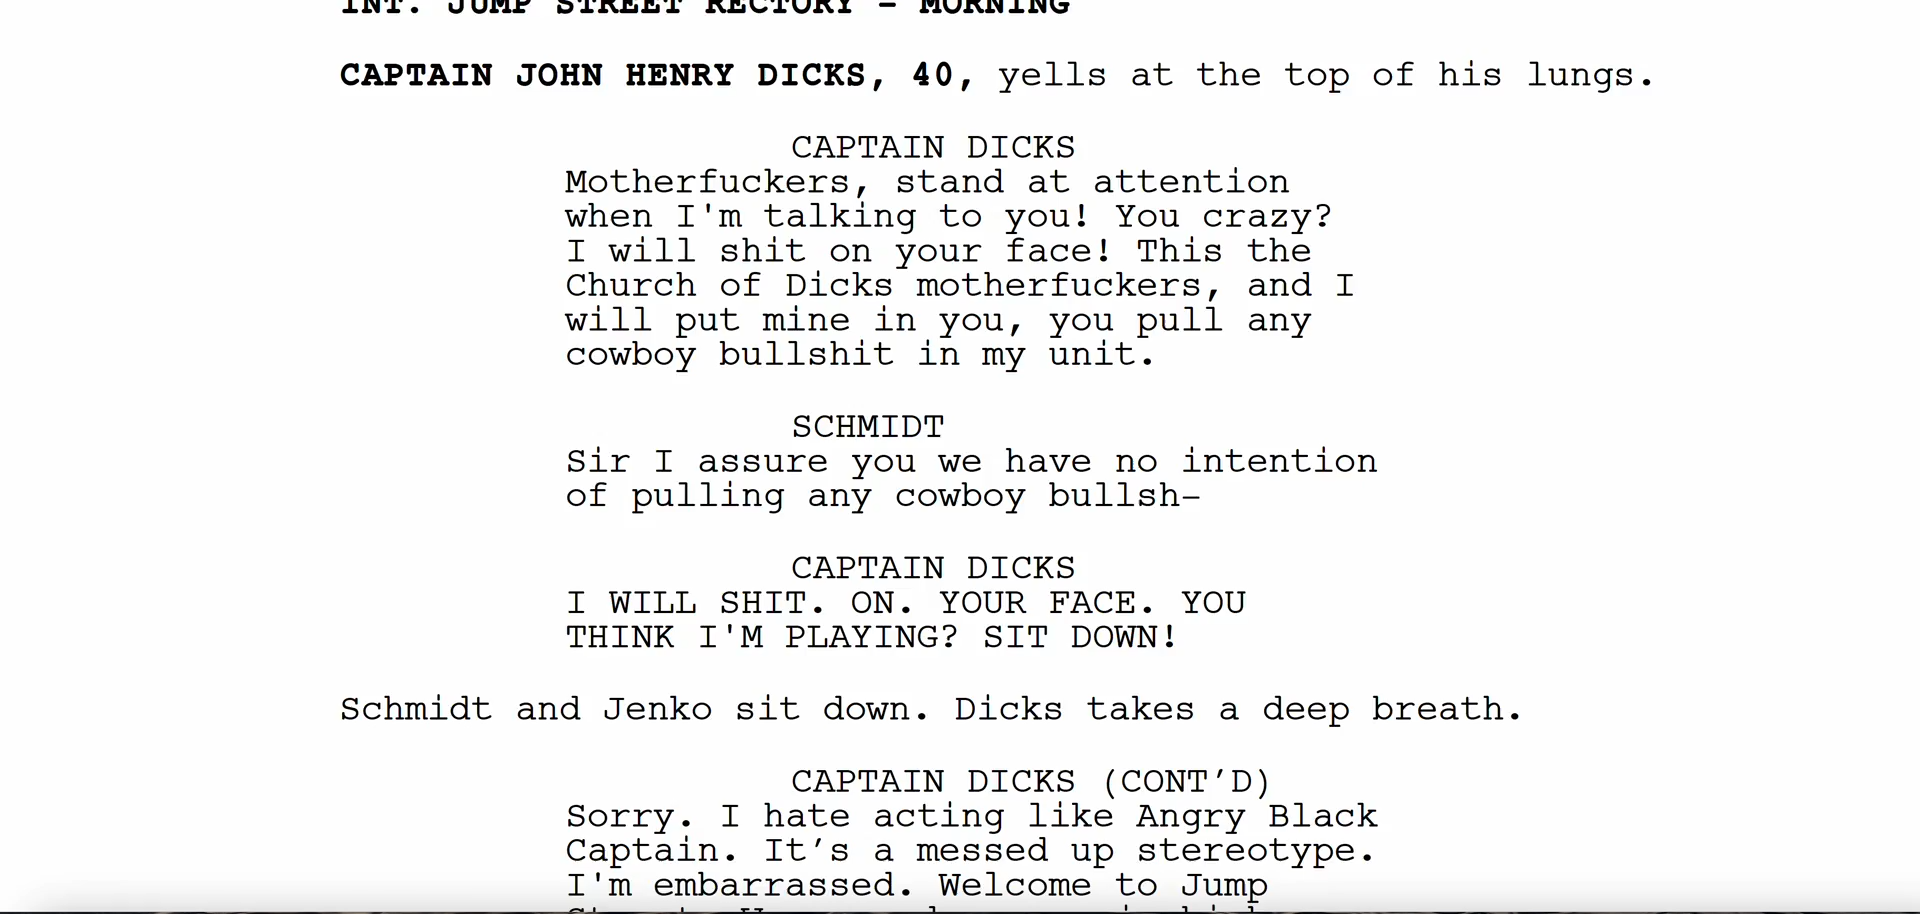 INT. JUMP STREET RECTORY – MORNING
CAPTAIN JOHN HENRY DICKS, 40, yells at the top of his lungs.
CAPTAIN DICKS
Motherfuckers, stand at attention
when I'm talking to you! You crazy?
I will shit on your face! This the
Church of Dicks motherfuckers, and I
will put mine in you, you pull any
cowboy bullshit in my unit.
SCHMIDT
Sir I assure you we have no intention
of pulling any cowboy bullsh–
CAPTAIN DICKS
I WILL SHIT. ON. YOUR FACE. YOU
THINK I'M PLAYING? SIT DOWN!
Schmidt and Jenko sit down. Dicks takes a deep breath.
CAPTAIN DICKS (CONT’D)
Sorry. I hate acting like Angry Black
Captain. It’s a messed up stereotype.
I'm embarrassed. Welcome to Jump